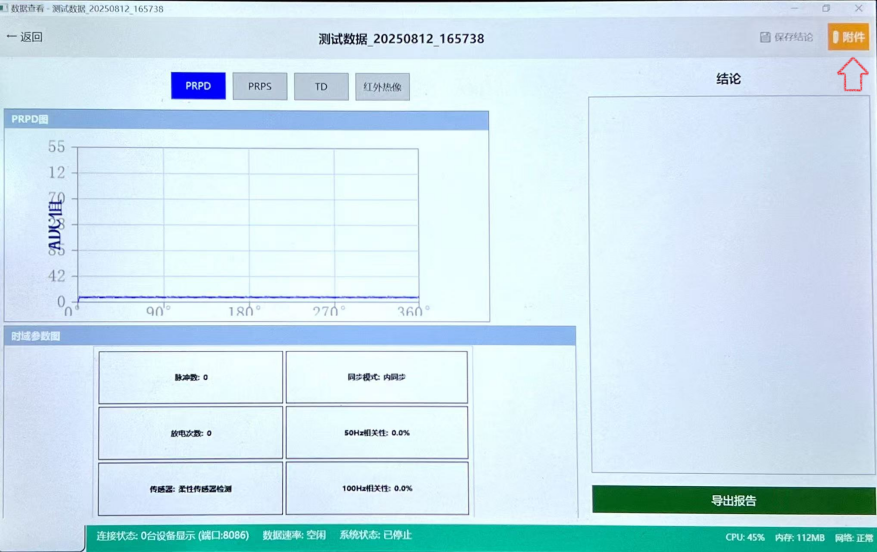 数据查看 - 测试数据_20250812_165738
←返回
测试数据_20250812_165738
保存结论
附件
PRPD
PRPS
TD
红外热像
结论
PRPD图
55
12
70
42
0
ADC值
0° 90° 180° 270° 360°
时域参数图
脉冲数: 0
同步模式: 内同步
放电次数: 0
50Hz相关性: 0.0%
传感器: 柔性传感器检测
100Hz相关性: 0.0%
导出报告
连接状态: 0台设备显示 (端口:8086) 数据速率: 空闲 系统状态: 已停止
CPU: 45% 内存: 112MB 网络: 正常